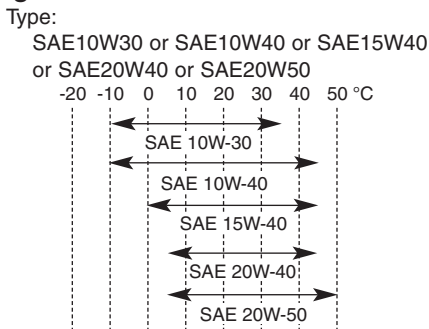 Type:
SAE10W30 or SAE10W40 or SAE15W40
or SAE20W40 or SAE20W50
-20 -10 0 10 20 30 40 50 °C
SAE 10W-30
SAE 10W-40
SAE 15W-40
SAE 20W-40
SAE 20W-50